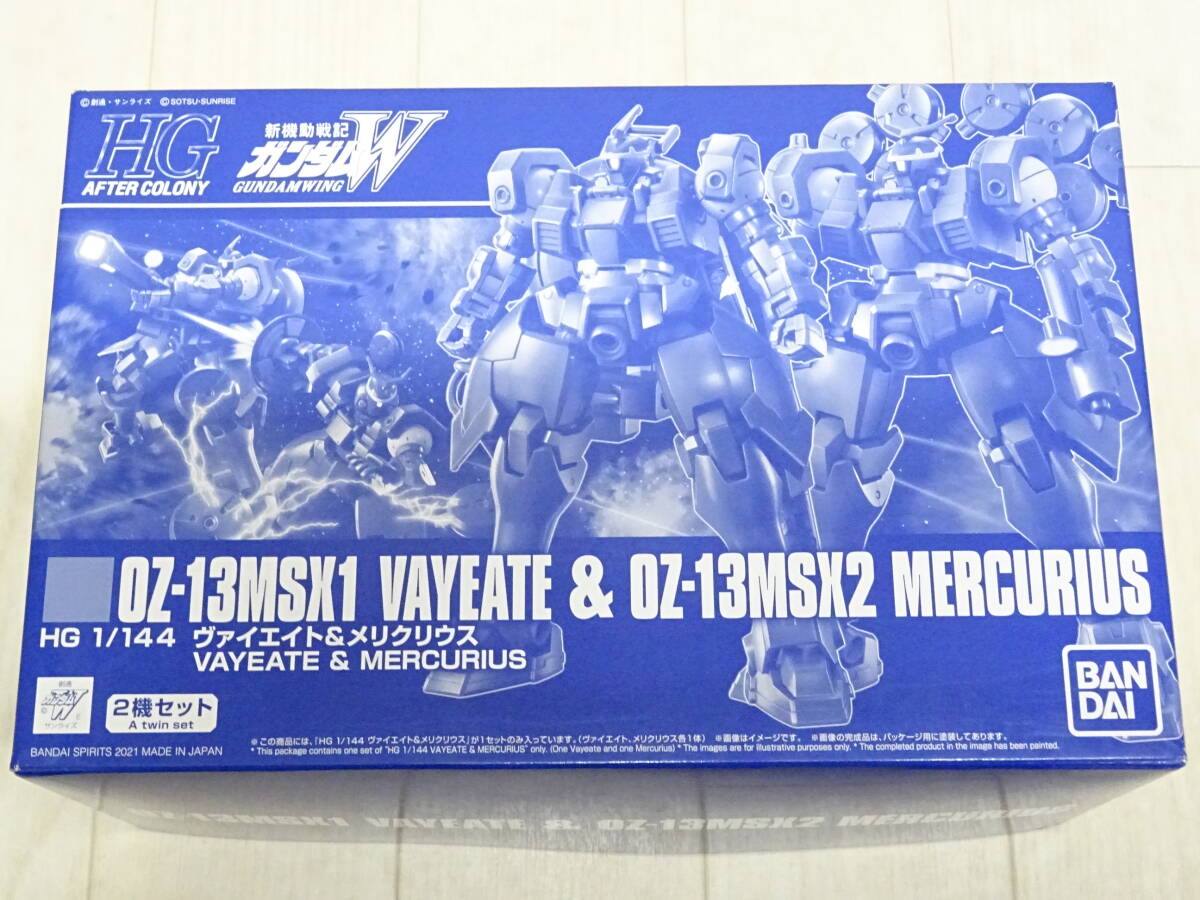 ©創通・サンライズ ©SOTSU・SUNRISE
HG
AFTER COLONY
新機動戦記
ガンダムW
GUNDAM WING
OZ-13MSX1 VAYEATE & OZ-13MSX2 MERCURIUS
HG 1/144 ヴァイエイト&メリクリウス
VAYEATE & MERCURIUS
創通
サンライズ
2機セット
A twin set
BAN
DAI
BANDAI SPIRITS 2021 MADE IN JAPAN
※この商品には、「HG 1/144 ヴァイエイト&メリクリウス」が1セットのみ入っています。(ヴァイエイト、メリクリウス各1体) ※画像はイメージです。 ※画像の完成品は、パッケージ用に塗装してあります。
* This package contains one set of "HG 1/144 VAYEATE & MERCURIUS" only. (One Vayeate and one Mercurius) * The images are for illustrative purposes only. * The completed product in the image has been painted.
OZ-13MSX1 VAYEATE & OZ-13MSX2 MERCURIUS